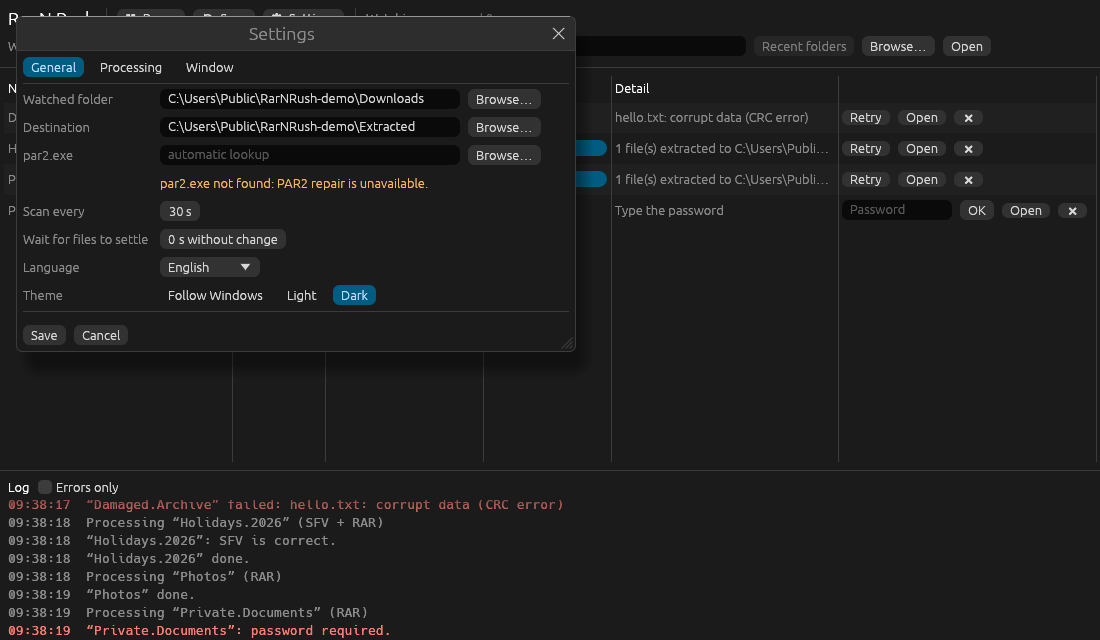 Settings
Recent folders Browse... Open
General Processing Window
Watched folder C:\Users\Public\RarNRush-demo\Downloads Browse...
Detail
Destination C:\Users\Public\RarNRush-demo\Extracted Browse...
hello.txt: corrupt data (CRC error) Retry Open ×
par2.exe automatic lookup Browse...
1 file(s) extracted to C:\Users\Publi... Retry Open ×
par2.exe not found: PAR2 repair is unavailable.
1 file(s) extracted to C:\Users\Publi... Retry Open ×
Scan every 30 s
Type the password Password OK Open ×
Wait for files to settle 0 s without change
Language English
Theme Follow Windows Light Dark
Save Cancel
Log Errors only
09:38:17 “Damaged.Archive” failed: hello.txt: corrupt data (CRC error)
09:38:18 Processing “Holidays.2026” (SFV + RAR)
09:38:18 “Holidays.2026”: SFV is correct.
09:38:18 “Holidays.2026” done.
09:38:18 Processing “Photos” (RAR)
09:38:19 “Photos” done.
09:38:19 Processing “Private.Documents” (RAR)
09:38:19 “Private.Documents”: password required.